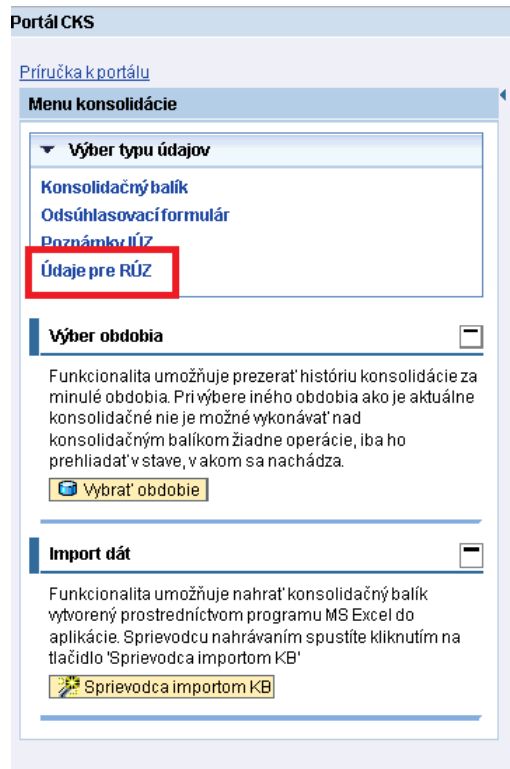 Portál CKS
Príručka k portálu
Menu konsolidácie
Výber typu údajov
Konsolidačný balík
Odsúhlasovací formulár
Poznámky IÚZ
Údaje pre RÚZ
Výber obdobia
Funkcionalita umožňuje prezerať históriu konsolidácie za
minulé obdobia. Pri výbere iného obdobia ako je aktuálne
konsolidačné nie je možné vykonávať nad
konsolidačným balíkom žiadne operácie, iba ho
prehliadať v stave, v akom sa nachádza.
Vybrať obdobie
Import dát
Funkcionalita umožňuje nahrať konsolidačný balík
vytvorený prostredníctvom programu MS Excel do
aplikácie. Sprievodcu nahrávaním spustíte kliknutím na
tlačidlo 'Sprievodca importom KB'
Sprievodca importom KB